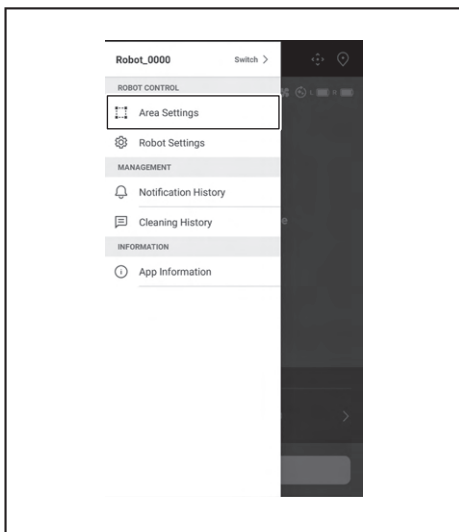 Robot_0000 Switch >
ROBOT CONTROL
Area Settings
Robot Settings
MANAGEMENT
Notification History
Cleaning History
INFORMATION
App Information